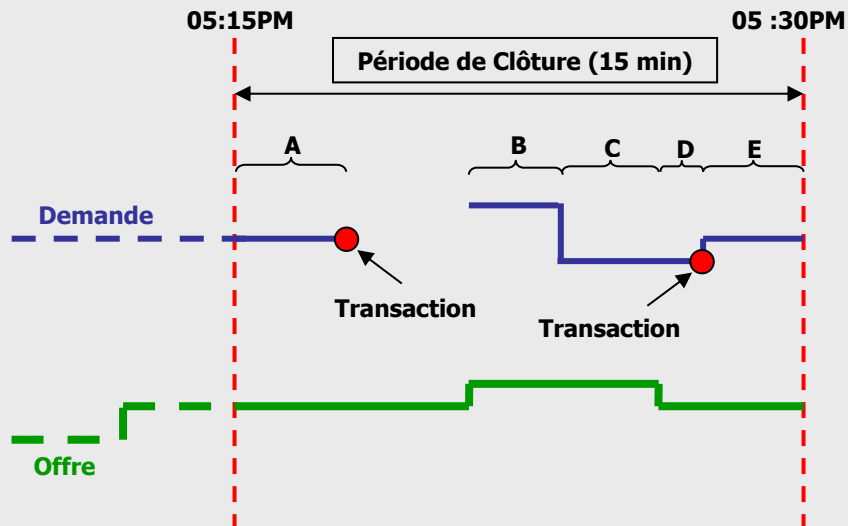 05:15PM
05 :30PM
Période de Clôture (15 min)
A
B
C
D
E
Demande
Transaction
Transaction
Offre